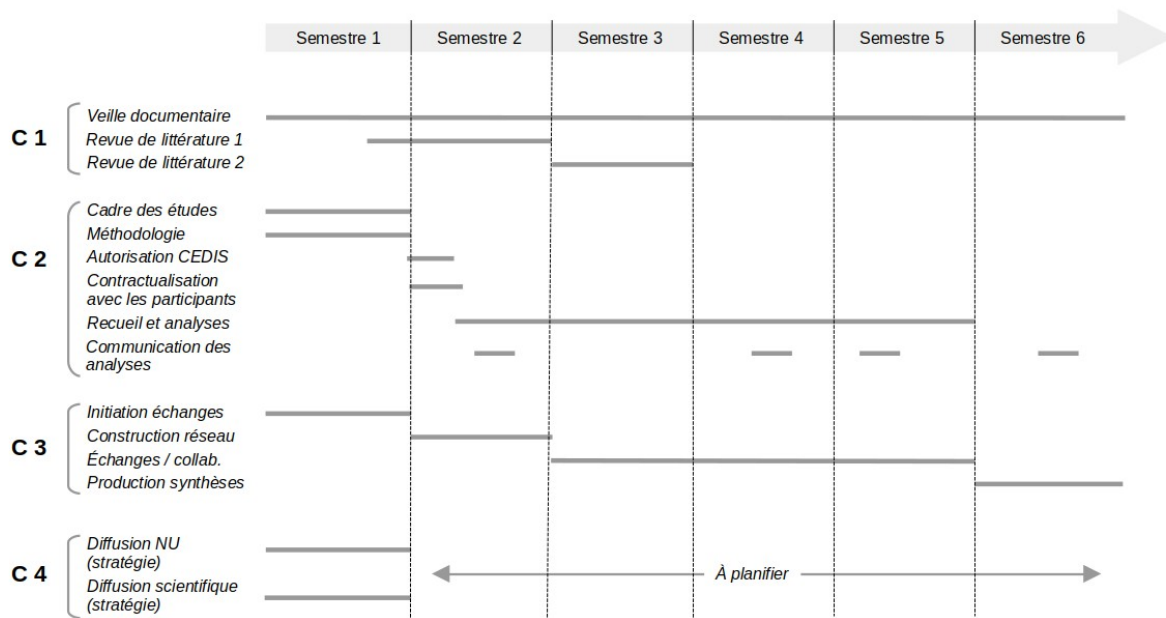 Semestre 1 Semestre 2 Semestre 3 Semestre 4 Semestre 5 Semestre 6
C 1
Veille documentaire
Revue de littérature 1
Revue de littérature 2
C 2
Cadre des études
Méthodologie
Autorisation CEDIS
Contractualisation
avec les participants
Recueil et analyses
Communication des
analyses
C 3
Initiation échanges
Construction réseau
Échanges / collab.
Production synthèses
C 4
Diffusion NU
(stratégie)
Diffusion scientifique
(stratégie)
À planifier